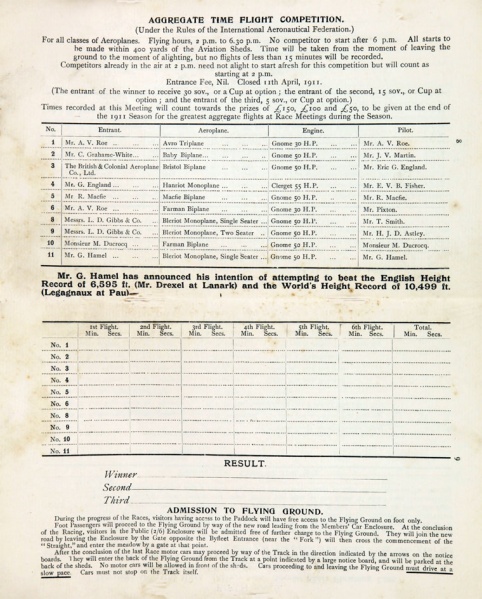 AGGREGATE TIME FLIGHT COMPETITION.
(Under the Rules of the International Aeronautical Federation.)
For all classes of Aeroplanes. Flying hours, 2 p.m. to 6.30 p.m. No competitor to start after 6 p.m. All starts to
be made within 400 yards of the Aviation Sheds. Time will be taken from the moment of leaving
the ground to the moment of alighting, but no flights of less than 15 minutes will be recorded.
Competitors already in the air at 2 p.m. need not alight to start afresh for this competition but will count as
starting at 2 p.m.
Entrance Fee, Nil. Closed 11th April, 1911.
(The entrant of the winner to receive 30 sov., or a Cup at option; the entrant of the second, 15 sov., or Cup at
option; and the entrant of the third, 5 sov., or Cup at option.)
Times recorded at this Meeting will count towards the prizes of £150, £100 and £50, to be given at the end of
the 1911 Season for the greatest aggregate flights at Race Meetings during the Season.
No. Entrant. Aeroplane. Engine. Pilot.
1 Mr. A. V. Roe .. ... ... Avro Triplane ... ... ... Gnome 30 H.P. ... ... Mr. A. V. Roe.
2 Mr. C. Grahame-White... ... Baby Biplane... ... ... ... Gnome 50 H.P. ... ... Mr. J. V. Martin.
3 The British & Colonial Aeroplane Co., Ltd. Bristol Biplane ... ... ... Gnome 50 H.P. ... ... Mr. Eric G. England.
4 Mr. G. England ... ... ... Hanriot Monoplane ... ... ... Clerget 55 H.P. ... ... Mr. E. V. B. Fisher.
5 Mr. R. Macfie ... ... ... Macfie Biplane ... ... ... Gnome 50 H.P. ... ... Mr. R. Macfie.
6 Mr. A. V. Roe ... ... ... Farman Biplane ... ... ... Gnome 30 H.P. ... ... Mr. Pixton.
8 Messrs. L. D. Gibbs & Co. ... Bleriot Monoplane, Single Seater ... Gnome 50 H.P. ... ... Mr. T. Smith.
9 Messrs. L. D. Gibbs & Co. ... Bleriot Monoplane, Two Seater .. Gnome 50 H.P. ... ... Mr. H. J. D. Astley.
10 Monsieur M. Ducrocq ... ... Farman Biplane ... ... ... Gnome 50 H.P. ... ... Monsieur M. Ducrocq.
11 Mr. G. Hamel ... ... ... Bleriot Monoplane, Single Seater ... Gnome 50 H.P. ... ... Mr. G. Hamel.
8
Mr. G. Hamel has announced his intention of attempting to beat the English Height
Record of 6,595 ft. (Mr. Drexel at Lanark) and the World's Height Record of 10,499 ft.
(Legagnaux at Pau)—
1st Flight. 2nd Flight. 3rd Flight. 4th Flight. 5th Flight. 6th Flight. Total.
Min. Secs. Min. Secs. Min. Secs. Min. Secs. Min. Secs. Min. Secs. Min. Secs.
No. 1
No. 2
No. 3
No. 4
No. 5
No. 6
No. 8
No. 9
No. 10
No. 11
9
RESULT.
Winner
Second
Third
ADMISSION TO FLYING GROUND.
During the progress of the Races, visitors having access to the Paddock will have free access to the Flying Ground on foot only.
Foot Passengers will proceed to the Flying Ground by way of the new road leading from the Members' Car Enclosure. At the conclusion
of the Racing, visitors in the Public (2/6) Enclosure will be admitted free of further charge to the Flying Ground. They will join the new
road by leaving the Enclosure by the Gate opposite the Byfleet Entrance (near the "Fork") will then cross the commencement of the
"Straight," and enter the meadow by a gate at that point.
After the conclusion of the last Race motor cars may proceed by way of the Track in the direction indicated by the arrows on the notice
boards. They will enter the back of the Flying Ground from the Track at a point indicated by a large notice board, and will be parked at the
back of the sheds. No motor cars will be allowed in front of the sheds. Cars proceeding to and leaving the Flying Ground must drive at a
slow pace. Cars must not stop on the Track itself.